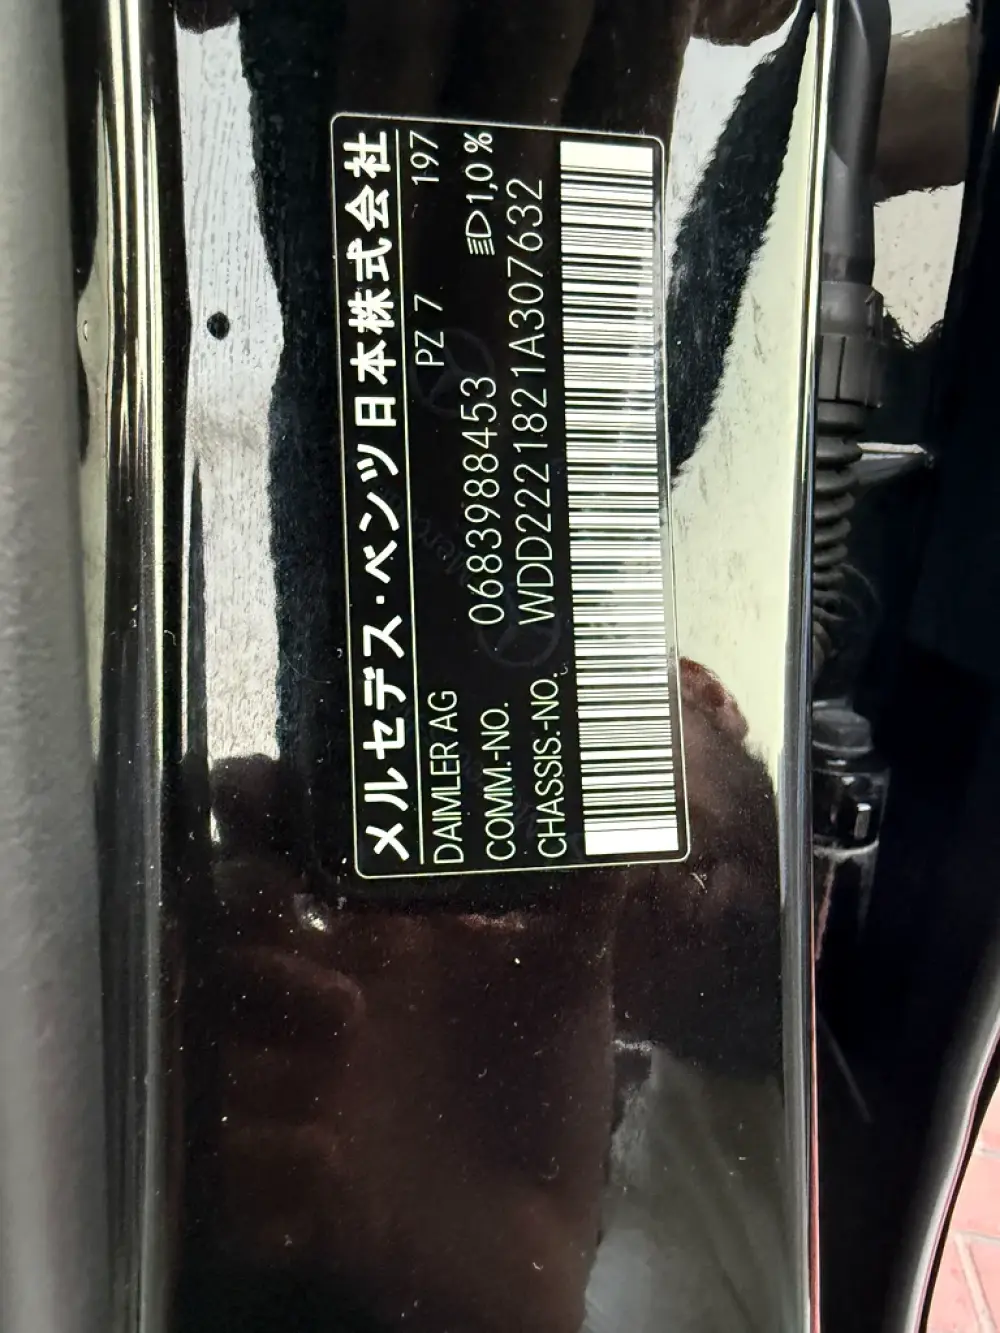 メルセデス・ベンツ日本株式会社
DAIMLER AG PZ 7 197
COMM.-NO. 0683988453 1,0 %
CHASSIS.-NO. WDD2221821A307632